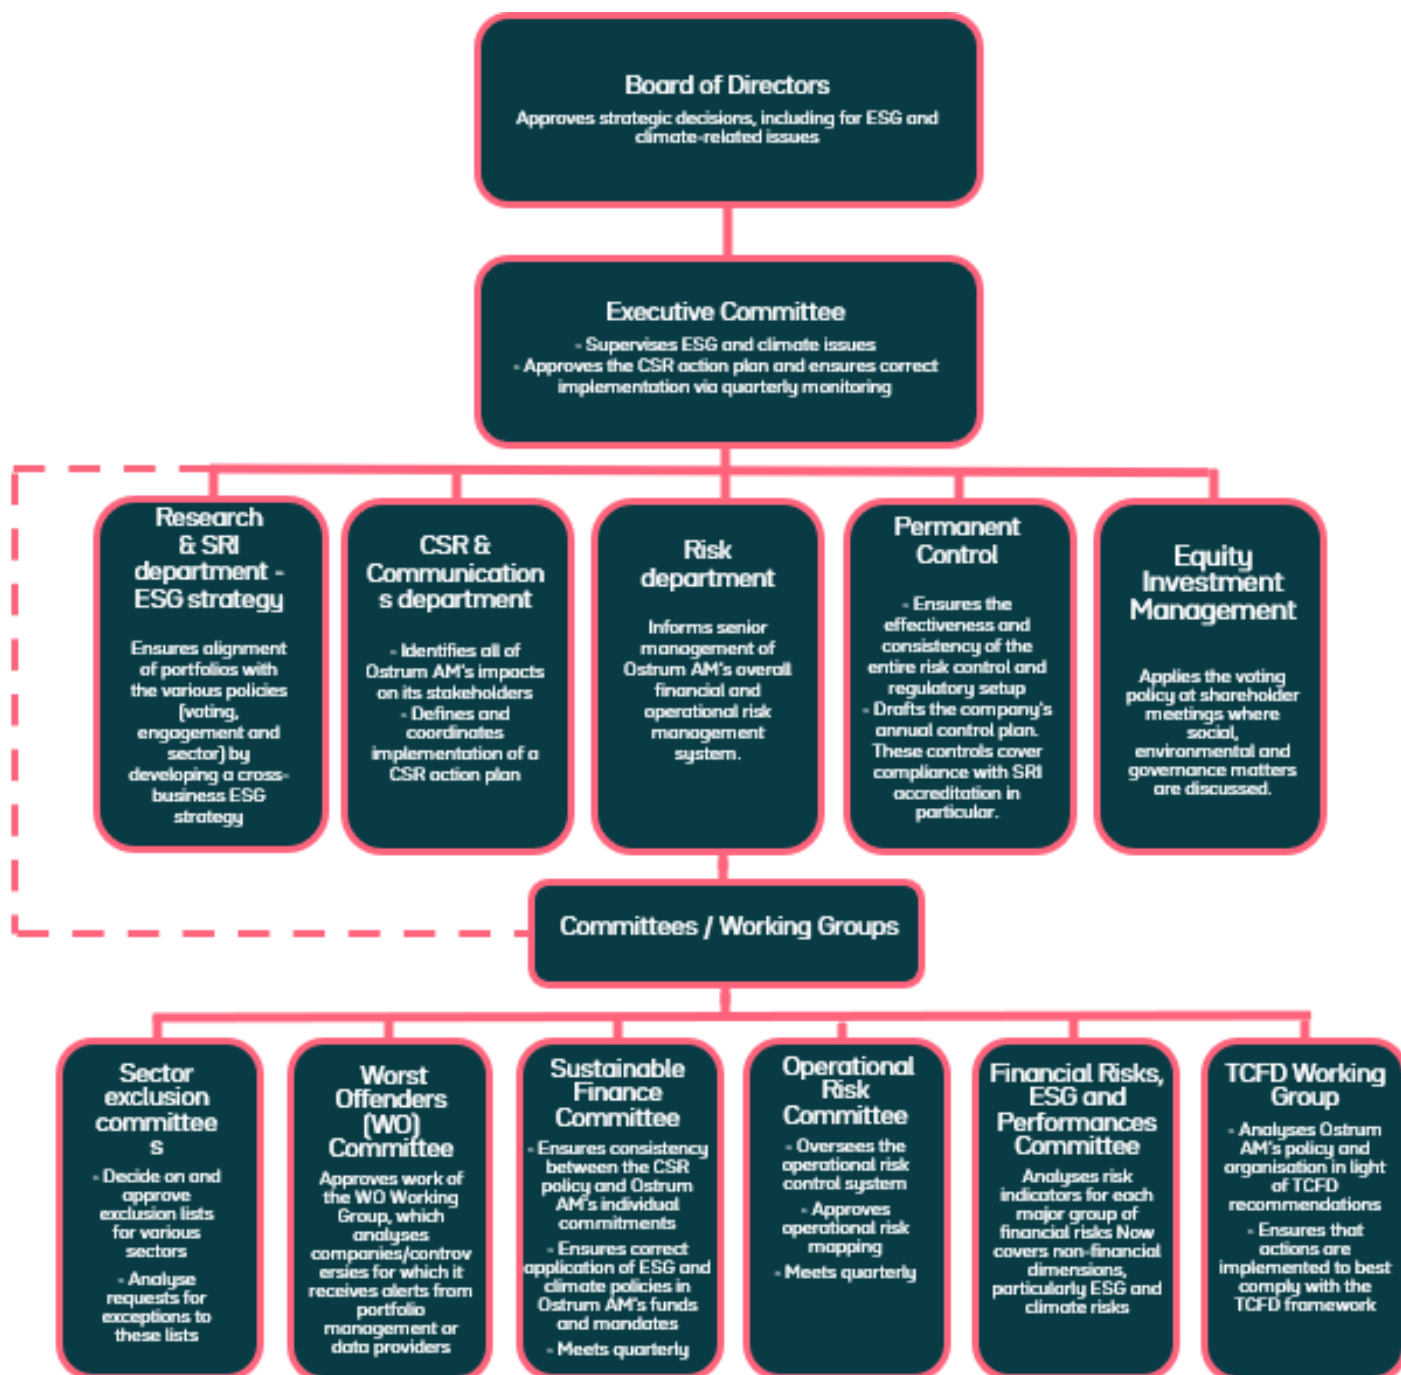 Board of Directors
Approves strategic decisions, including for ESG and
climate-related issues
Executive Committee
- Supervises ESG and climate issues
- Approves the CSR action plan and ensures correct
implementation via quarterly monitoring
Research
& SRI
department -
ESG strategy
Ensures alignment
of portfolios with
the various policies
(voting,
engagement and
sector) by
developing a cross-
business ESG
strategy
CSR &
Communication
s department
- Identifies all of
Ostrum AM's impacts
on its stakeholders
- Defines and
coordinates
implementation of a
CSR action plan
Risk
department
Informs senior
management of
Ostrum AM's overall
financial and
operational risk
management
system.
Permanent
Control
- Ensures the
effectiveness and
consistency of the
entire risk control and
regulatory setup
- Drafts the company's
annual control plan.
These controls cover
compliance with SRI
accreditation in
particular.
Equity
Investment
Management
Applies the voting
policy at shareholder
meetings where
social,
environmental and
governance matters
are discussed.
Committees / Working Groups
Sector
exclusion
committee
s
- Decide on and
approve
exclusion lists
for various
sectors
- Analyse
requests for
exceptions to
these lists
Worst
Offenders
(WO)
Committee
Approves work of
the WO Working
Group, which
analyses
companies/controv
ersies for which it
receives alerts from
portfolio
management or
data providers
Sustainable
Finance
Committee
- Ensures consistency
between the CSR
policy and Ostrum
AM's individual
commitments
- Ensures correct
application of ESG and
climate policies in
Ostrum AM's funds
and mandates
- Meets quarterly
Operational
Risk
Committee
- Oversees the
operational risk
control system
- Approves
operational risk
mapping
- Meets quarterly
Financial Risks,
ESG and
Performances
Committee
Analyses risk
indicators for each
major group of
financial risks Now
covers non-financial
dimensions,
particularly ESG and
climate risks
TCFD Working
Group
- Analyses Ostrum
AM's policy and
organisation in light
of TCFD
recommendations
- Ensures that
actions are
implemented to best
comply with the
TCFD framework